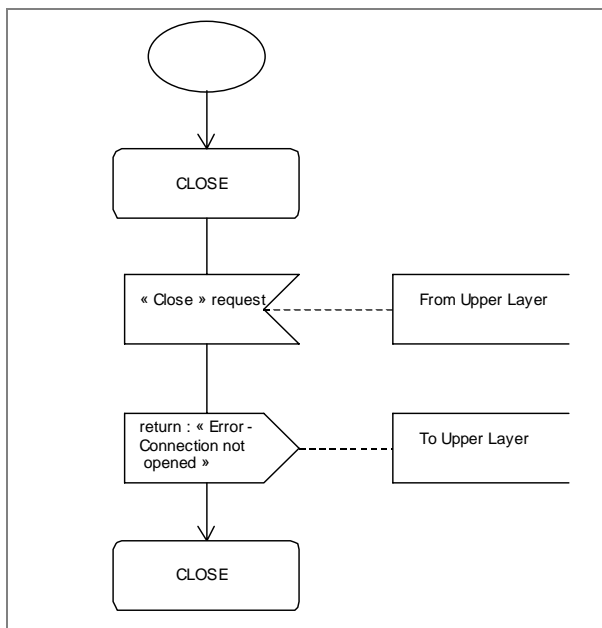 CLOSE
« Close » request
From Upper Layer
return : « Error -
Connection not
opened »
To Upper Layer
CLOSE